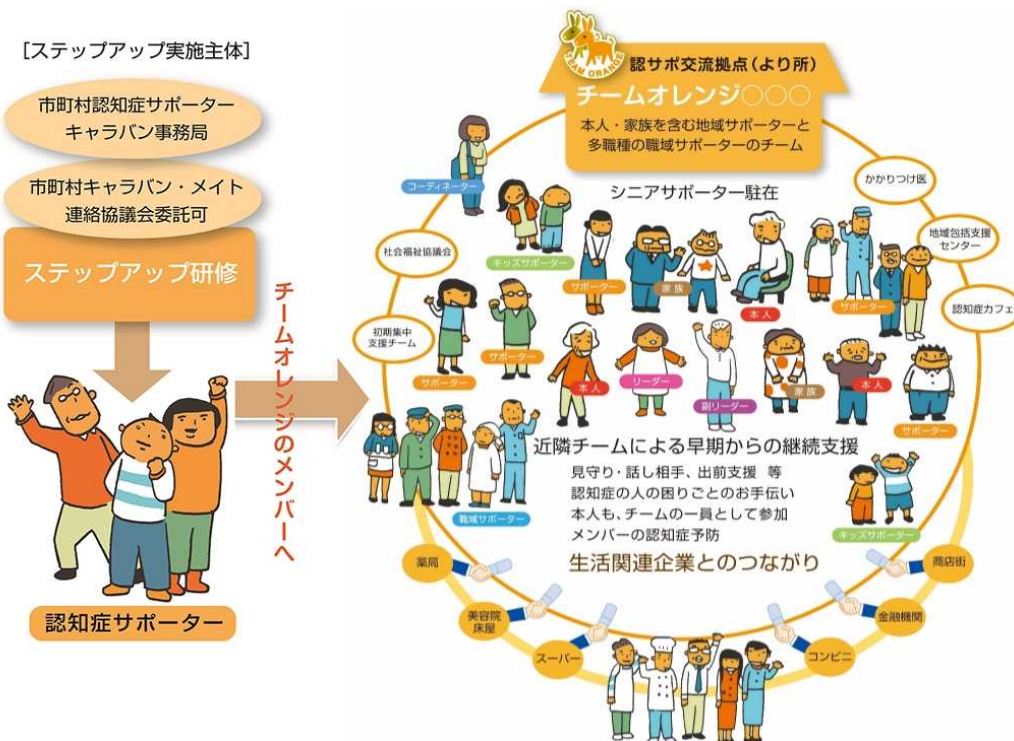 [ステップアップ実施主体]
市町村認知症サポーター
キャラバン事務局
市町村キャラバン・メイト
連絡協議会委託可
ステップアップ研修
認知症サポーター
チームオレンジのメンバーへ
TEAM ORANGE
認サポ交流拠点(より所)
チームオレンジ○○○
本人・家族を含む地域サポーターと
多職種の職域サポーターのチーム
シニアサポーター駐在
コーディネーター
かかりつけ医
社会福祉協議会
地域包括支援
センター
キッズサポーター
サポーター
家族
本人
サポーター
認知症カフェ
初期集中
支援チーム
サポーター
サポーター
本人
リーダー
副リーダー
家族
本人
サポーター
近隣チームによる早期からの継続支援
見守り・話し相手、出前支援 等
認知症の人の困りごとのお手伝い
本人も、チームの一員として参加
メンバーの認知症予防
職域サポーター
キッズサポーター
生活関連企業とのつながり
薬局
商店街
美容院
床屋
金融機関
スーパー
コンビニ